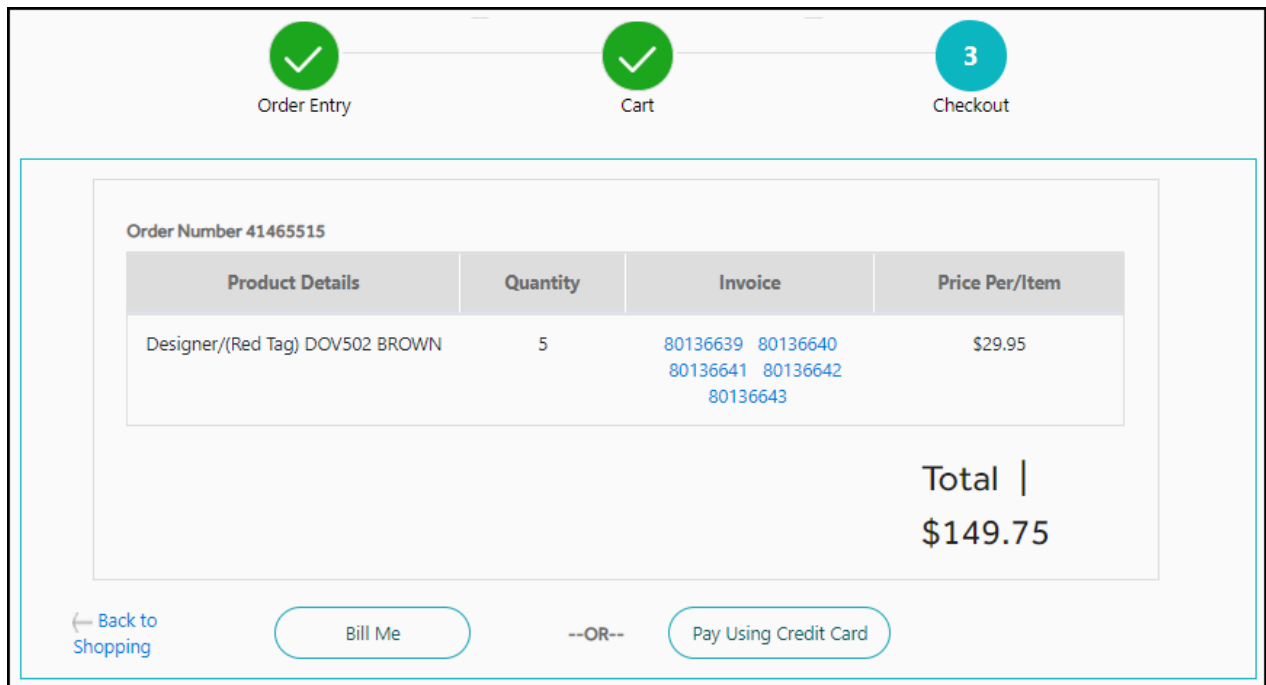 3
Order Entry Cart Checkout
Order Number 41465515
Product Details Quantity Invoice Price Per/Item
Designer/(Red Tag) DOV502 BROWN 5 80136639 80136640 $29.95
80136641 80136642
80136643
Total |
$149.75
Back to
Shopping
Bill Me --OR-- Pay Using Credit Card